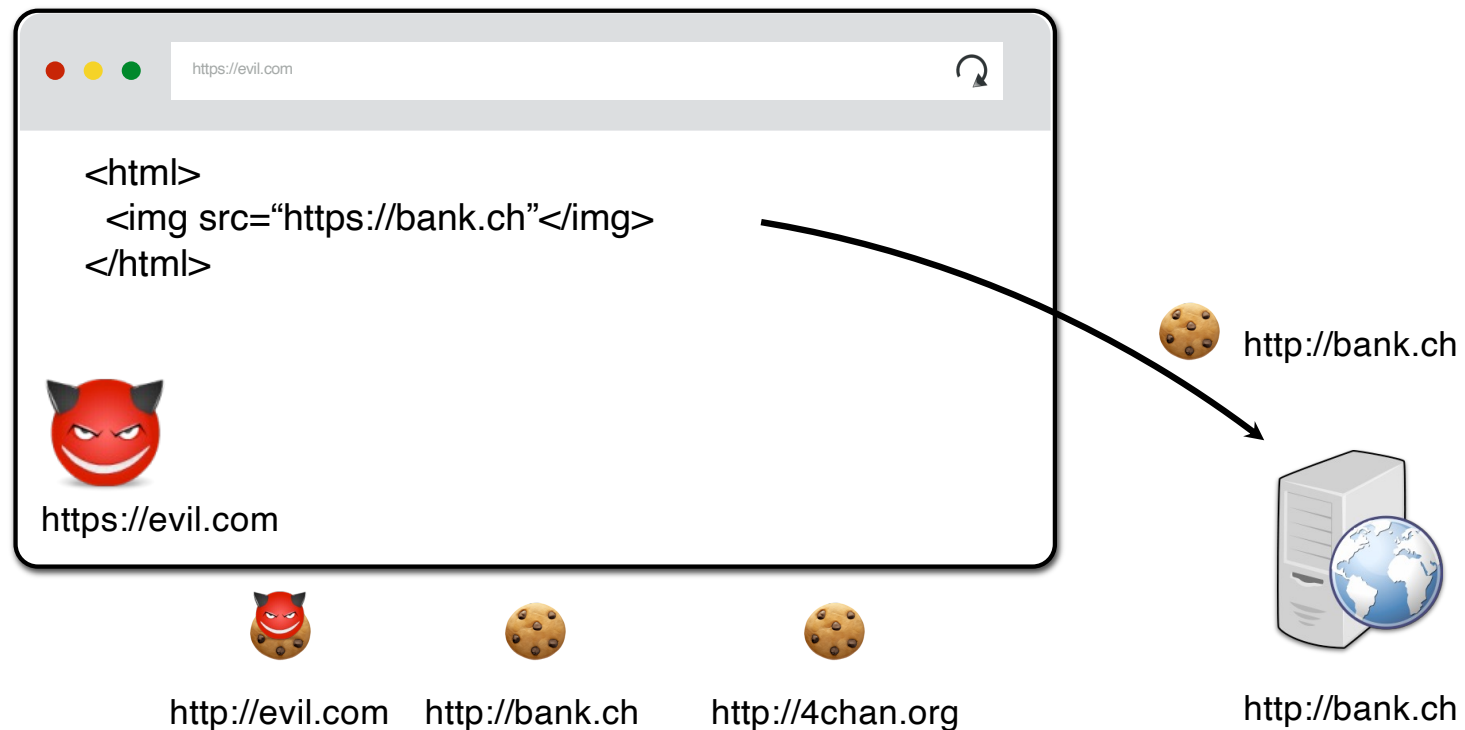 https://evil.com
<html>
<img src=“https://bank.ch”</img>
</html>
http://bank.ch
https://evil.com
http://evil.com
http://bank.ch
http://4chan.org
http://bank.ch